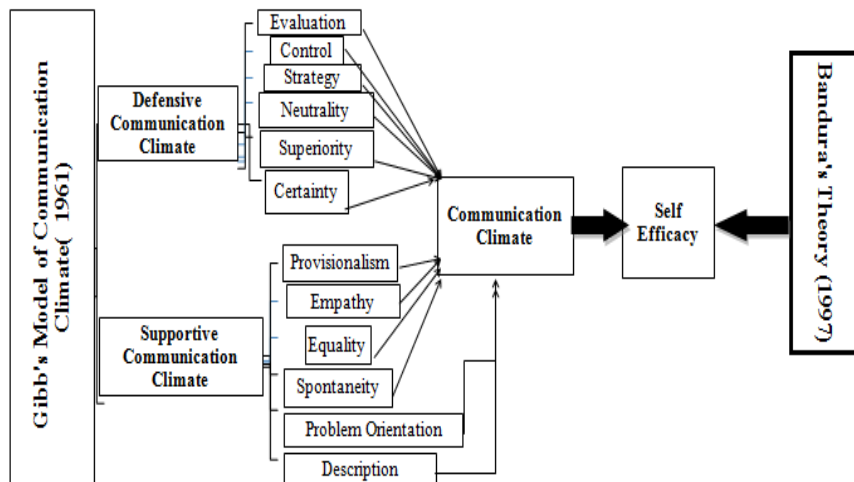 Gibb's Model of Communication
Climate( 1961)
Defensive
Communication
Climate
Evaluation
Control
Strategy
Neutrality
Superiority
Certainty
Supportive
Communication
Climate
Provisionalism
Empathy
Equality
Spontaneity
Problem Orientation
Description
Communication
Climate
Self
Efficacy
Bandura's Theory (1997)